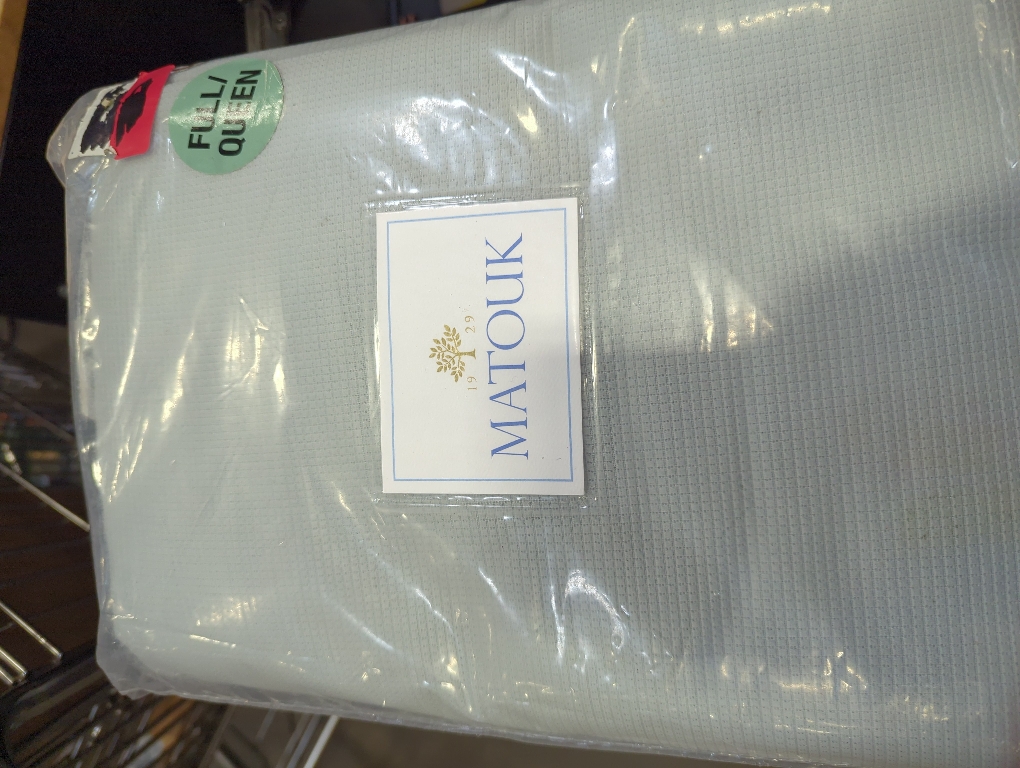 FULL/
QUEEN
19 29
MATOUK